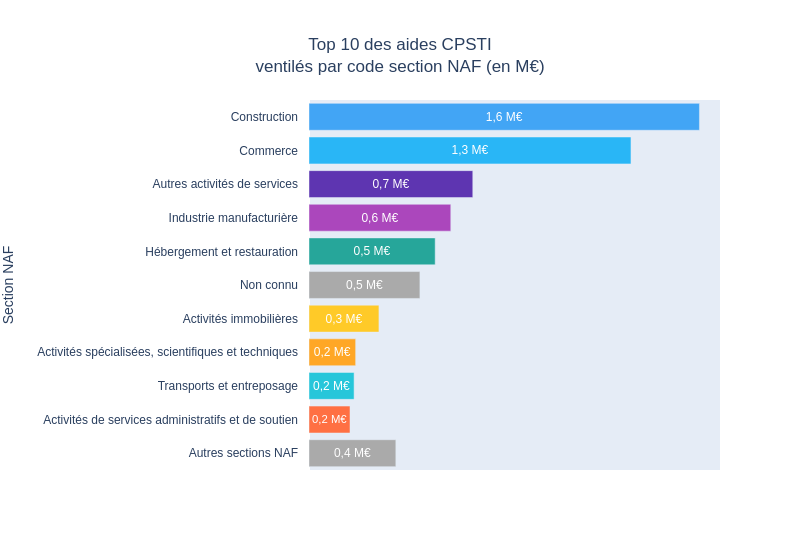 Top 10 des aides CPSTI
ventilés par code section NAF (en M€)
Section NAF
Construction 1,6 M€
Commerce 1,3 M€
Autres activités de services 0,7 M€
Industrie manufacturière 0,6 M€
Hébergement et restauration 0,5 M€
Non connu 0,5 M€
Activités immobilières 0,3 M€
Activités spécialisées, scientifiques et techniques 0,2 M€
Transports et entreposage 0,2 M€
Activités de services administratifs et de soutien 0,2 M€
Autres sections NAF 0,4 M€